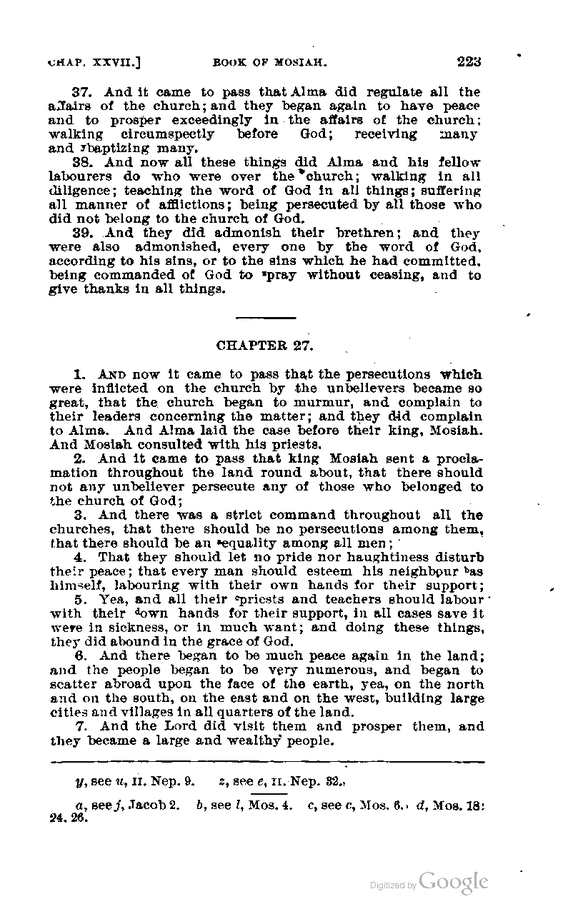 CHAP. XXVII.] BOOK OF MOSIAH. 223
37. And it came to pass that Alma did regulate all the
affairs of the church; and they began again to have peace
and to prosper exceedingly in the affairs of the church;
walking circumspectly before God; receiving many
and ʸbaptizing many.
38. And now all these things did Alma and his fellow
labourers do who were over the church; walking in all
diligence; teaching the word of God in all things; suffering
all manner of afflictions; being persecuted by all those who
did not belong to the church of God.
39. And they did admonish their brethren; and they
were also admonished, every one by the word of God,
according to his sins, or to the sins which he had committed,
being commanded of God to ᶻpray without ceasing, and to
give thanks in all things.
CHAPTER 27.
1. AND now it came to pass that the persecutions which
were inflicted on the church by the unbelievers became so
great, that the church began to murmur, and complain to
their leaders concerning the matter; and they did complain
to Alma. And Alma laid the case before their king, Mosiah.
And Mosiah consulted with his priests.
2. And it came to pass that king Mosiah sent a procla-
mation throughout the land round about, that there should
not any unbeliever persecute any of those who belonged to
the church of God;
3. And there was a strict command throughout all the
churches, that there should be no persecutions among them,
that there should be an ᵃequality among all men;
4. That they should let no pride nor haughtiness disturb
their peace; that every man should esteem his neighbour ᵇas
himself, labouring with their own hands for their support;
5. Yea, and all their ᶜpriests and teachers should labour
with their ᵈown hands for their support, in all cases save it
were in sickness, or in much want; and doing these things,
they did abound in the grace of God.
6. And there began to be much peace again in the land;
and the people began to be very numerous, and began to
scatter abroad upon the face of the earth, yea, on the north
and on the south, on the east and on the west, building large
cities and villages in all quarters of the land.
7. And the Lord did visit them and prosper them, and
they became a large and wealthy people.
y, see u, II. Nep. 9. z, see e, II. Nep. 32.
a, see j, Jacob 2. b, see l, Mos. 4. c, see c, Mos. 6. d, Mos. 18:
24, 26.
Digitized by Google